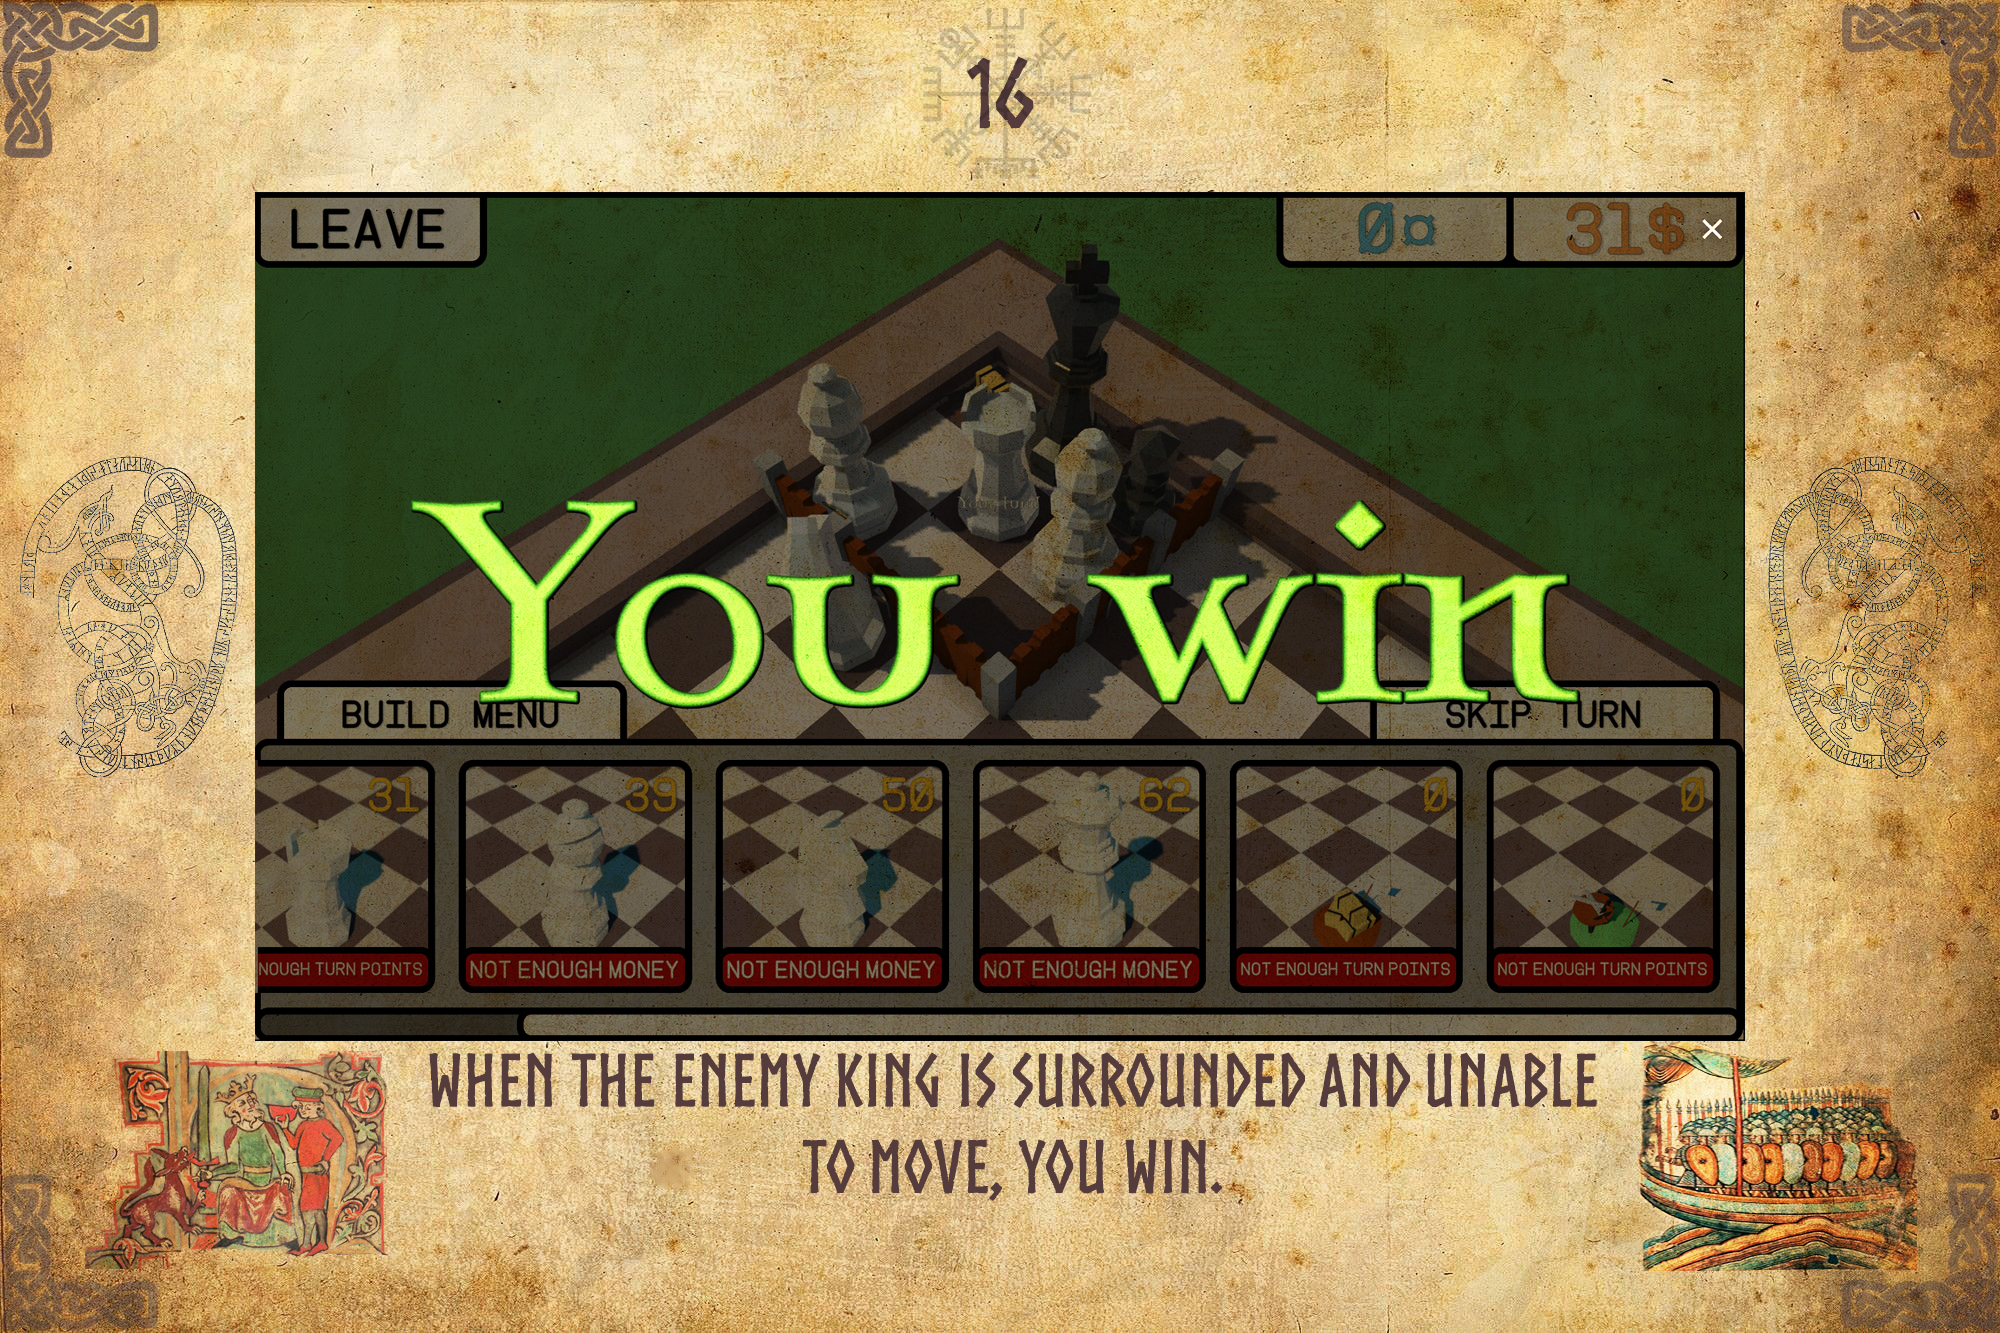 16
LEAVE
0¤
31$
×
You win
BUILD MENU
SKIP TURN
31
39
50
62
0
0
NOUGH TURN POINTS
NOT ENOUGH MONEY
NOT ENOUGH MONEY
NOT ENOUGH MONEY
NOT ENOUGH TURN POINTS
NOT ENOUGH TURN POINTS
WHEN THE ENEMY KING IS SURROUNDED AND UNABLE
TO MOVE, YOU WIN.